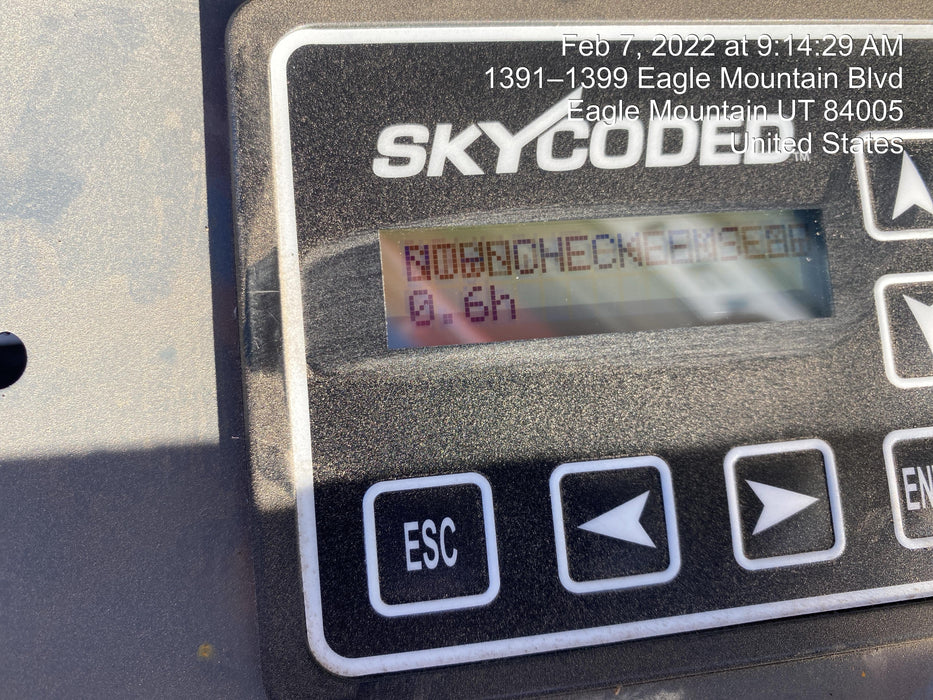 Feb 7, 2022 at 9:14:29 AM
1391–1399 Eagle Mountain Blvd
Eagle Mountain UT 84005
United States
SKYCODED™
0.6h
ESC